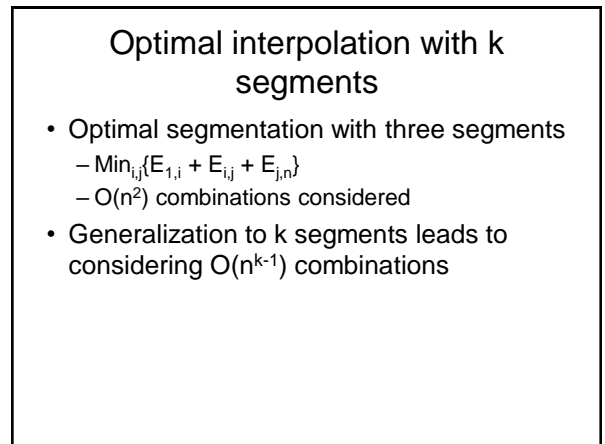 Optimal interpolation with k
segments
• Optimal segmentation with three segments
– Min_{i,j}{E_{1,i} + E_{i,j} + E_{j,n}}
– O(n²) combinations considered
• Generalization to k segments leads to
considering O(n^{k-1}) combinations